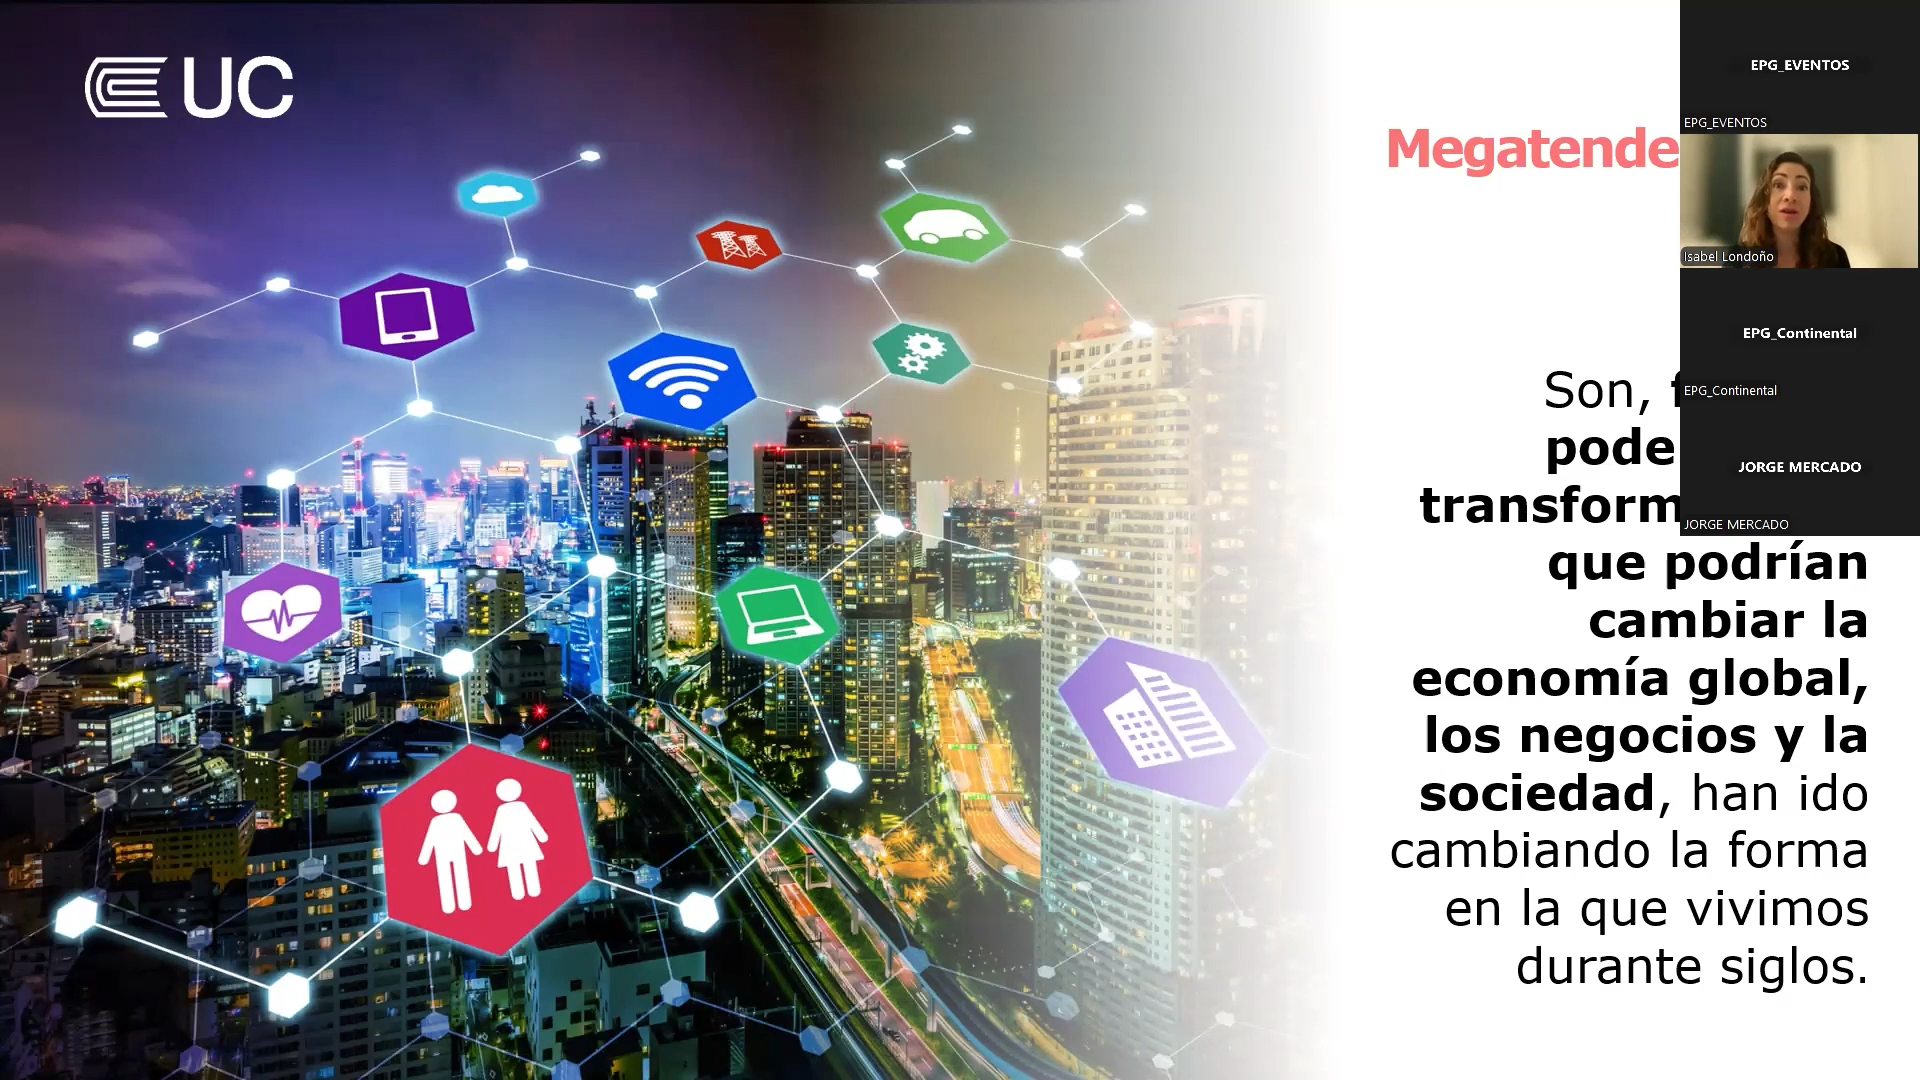 UC
Megatende
Son, f
pode
transform
que podrían
cambiar la
economía global,
los negocios y la
sociedad, han ido
cambiando la forma
en la que vivimos
durante siglos.
EPG_EVENTOS
EPG_EVENTOS
Isabel Londoño
EPG_Continental
EPG_Continental
JORGE MERCADO
JORGE MERCADO